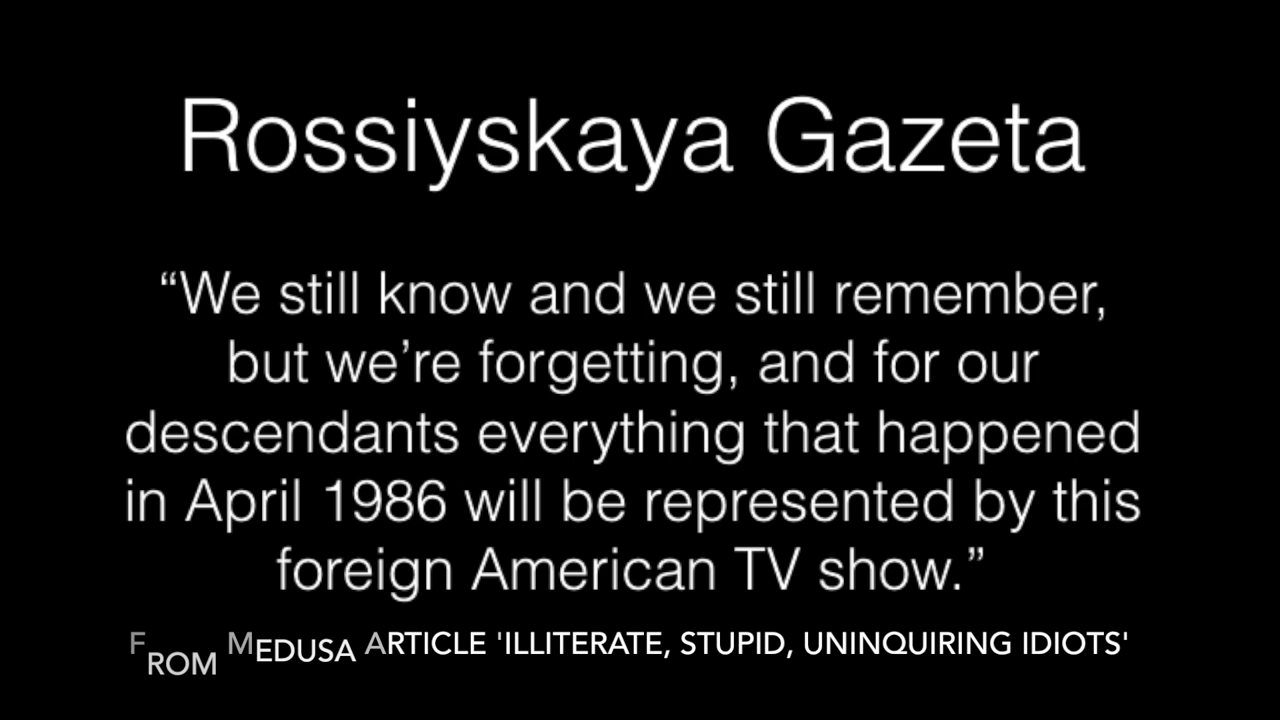 Rossiyskaya Gazeta
“We still know and we still remember,
but we’re forgetting, and for our
descendants everything that happened
in April 1986 will be represented by this
foreign American TV show.”
FROM MEDUSA ARTICLE 'ILLITERATE, STUPID, UNINQUIRING IDIOTS'